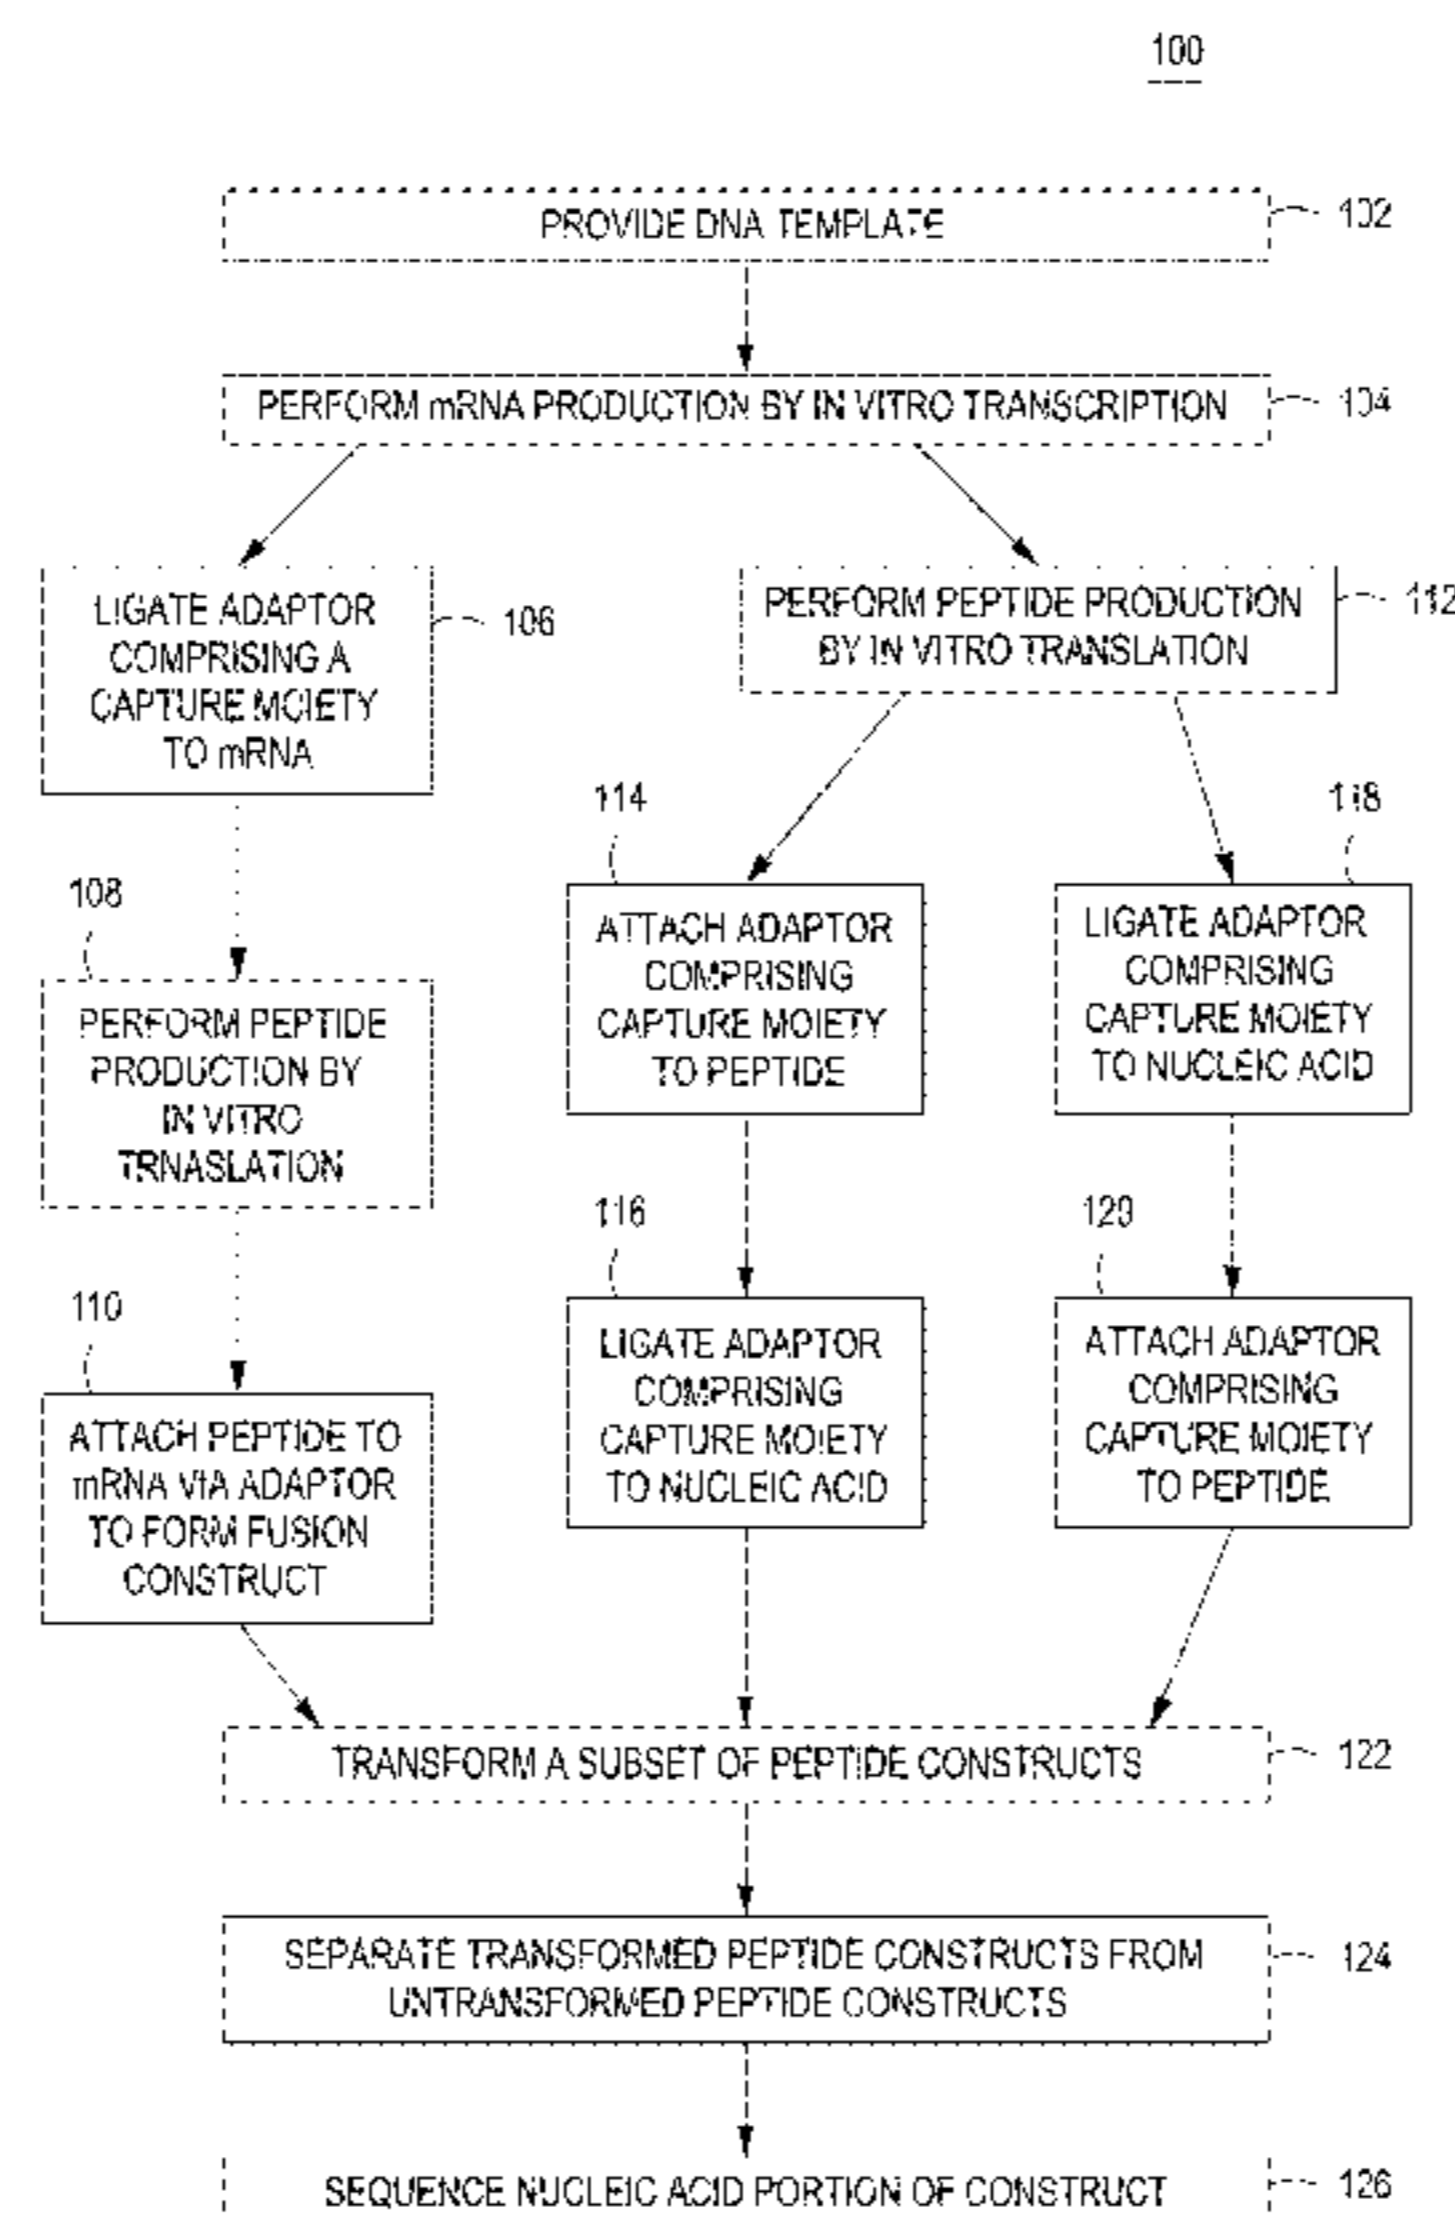 100
PROVIDE DNA TEMPLATE
102
PERFORM mRNA PRODUCTION BY IN VITRO TRANSCRIPTION
104
LIGATE ADAPTOR
COMPRISING A
CAPTURE MOIETY
TO mRNA
106
PERFORM PEPTIDE PRODUCTION
BY IN VITRO TRANSLATION
112
108
PERFORM PEPTIDE
PRODUCTION BY
IN VITRO
TRNASLATION
114
ATTACH ADAPTOR
COMPRISING
CAPTURE MOIETY
TO PEPTIDE
118
LIGATE ADAPTOR
COMPRISING
CAPTURE MOIETY
TO NUCLEIC ACID
110
ATTACH PEPTIDE TO
mRNA VIA ADAPTOR
TO FORM FUSION
CONSTRUCT
116
LIGATE ADAPTOR
COMPRISING
CAPTURE MOIETY
TO NUCLEIC ACID
120
ATTACH ADAPTOR
COMPRISING
CAPTURE MOIETY
TO PEPTIDE
TRANSFORM A SUBSET OF PEPTIDE CONSTRUCTS
122
SEPARATE TRANSFORMED PEPTIDE CONSTRUCTS FROM
UNTRANSFORMED PEPTIDE CONSTRUCTS
124
SEQUENCE NUCLEIC ACID PORTION OF CONSTRUCT
126